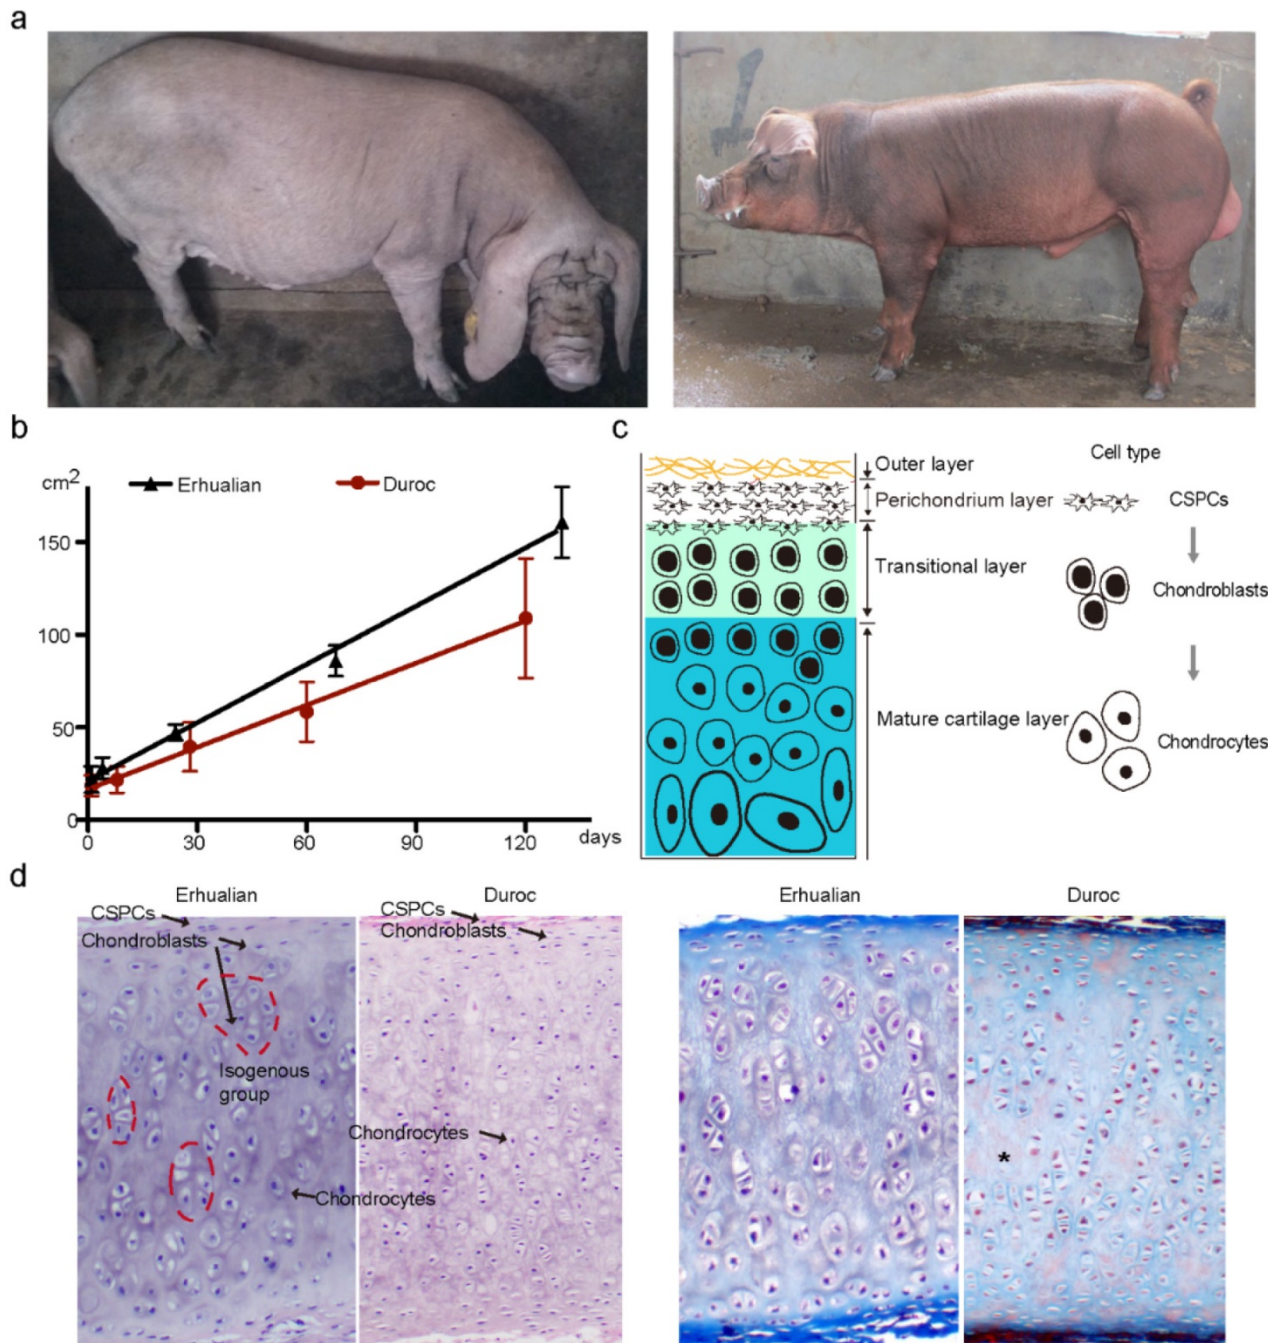 a
b
cm2
Erhualian
Duroc
150
100
50
0
0
30
60
90
120
days
c
Cell type
Outer layer
Perichondrium layer
CSPCs
Transitional layer
Chondroblasts
Mature cartilage layer
Chondrocytes
d
Erhualian
Duroc
Erhualian
Duroc
CSPCs
Chondroblasts
CSPCs
Chondroblasts
Isogenous
group
Chondrocytes
Chondrocytes
*